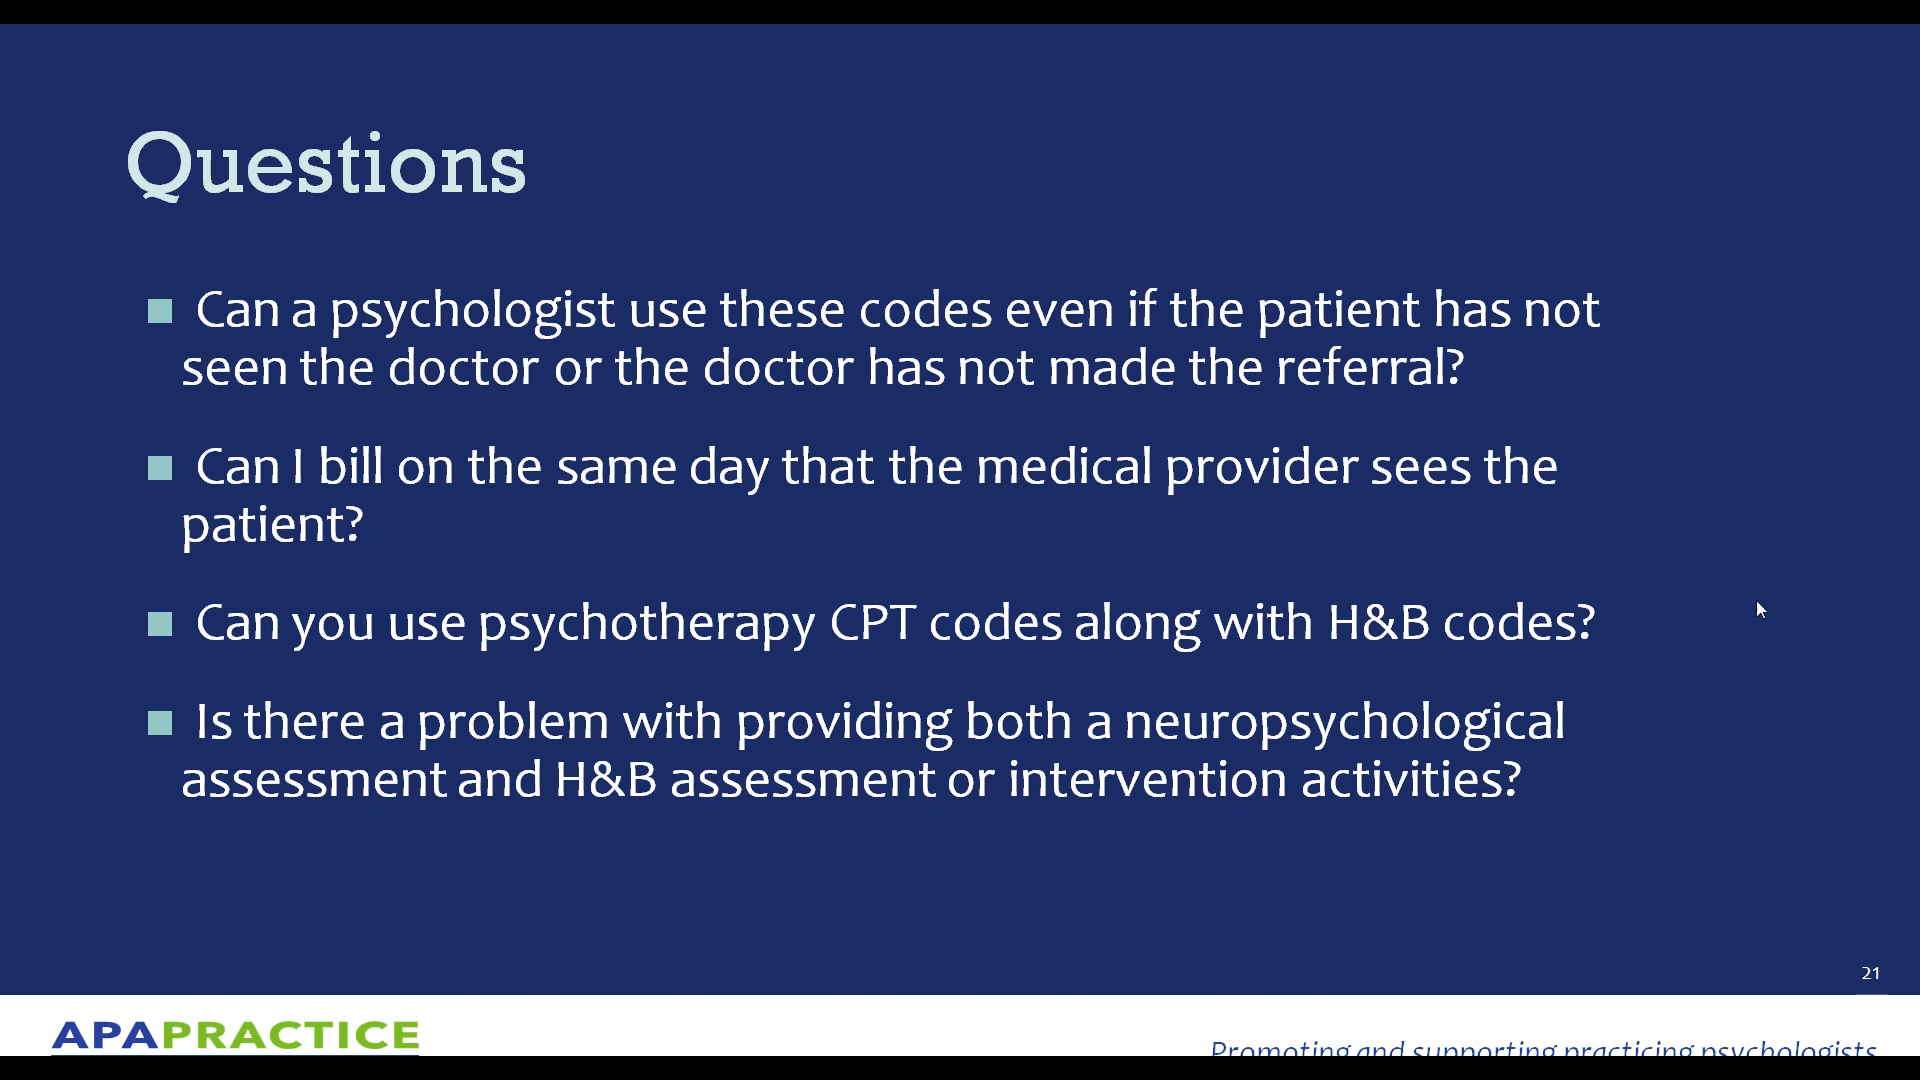 Questions
Can a psychologist use these codes even if the patient has not
seen the doctor or the doctor has not made the referral?
Can I bill on the same day that the medical provider sees the
patient?
Can you use psychotherapy CPT codes along with H&B codes?
Is there a problem with providing both a neuropsychological
assessment and H&B assessment or intervention activities?
21
APAPRACTICE
Promoting and supporting practicing psychologists